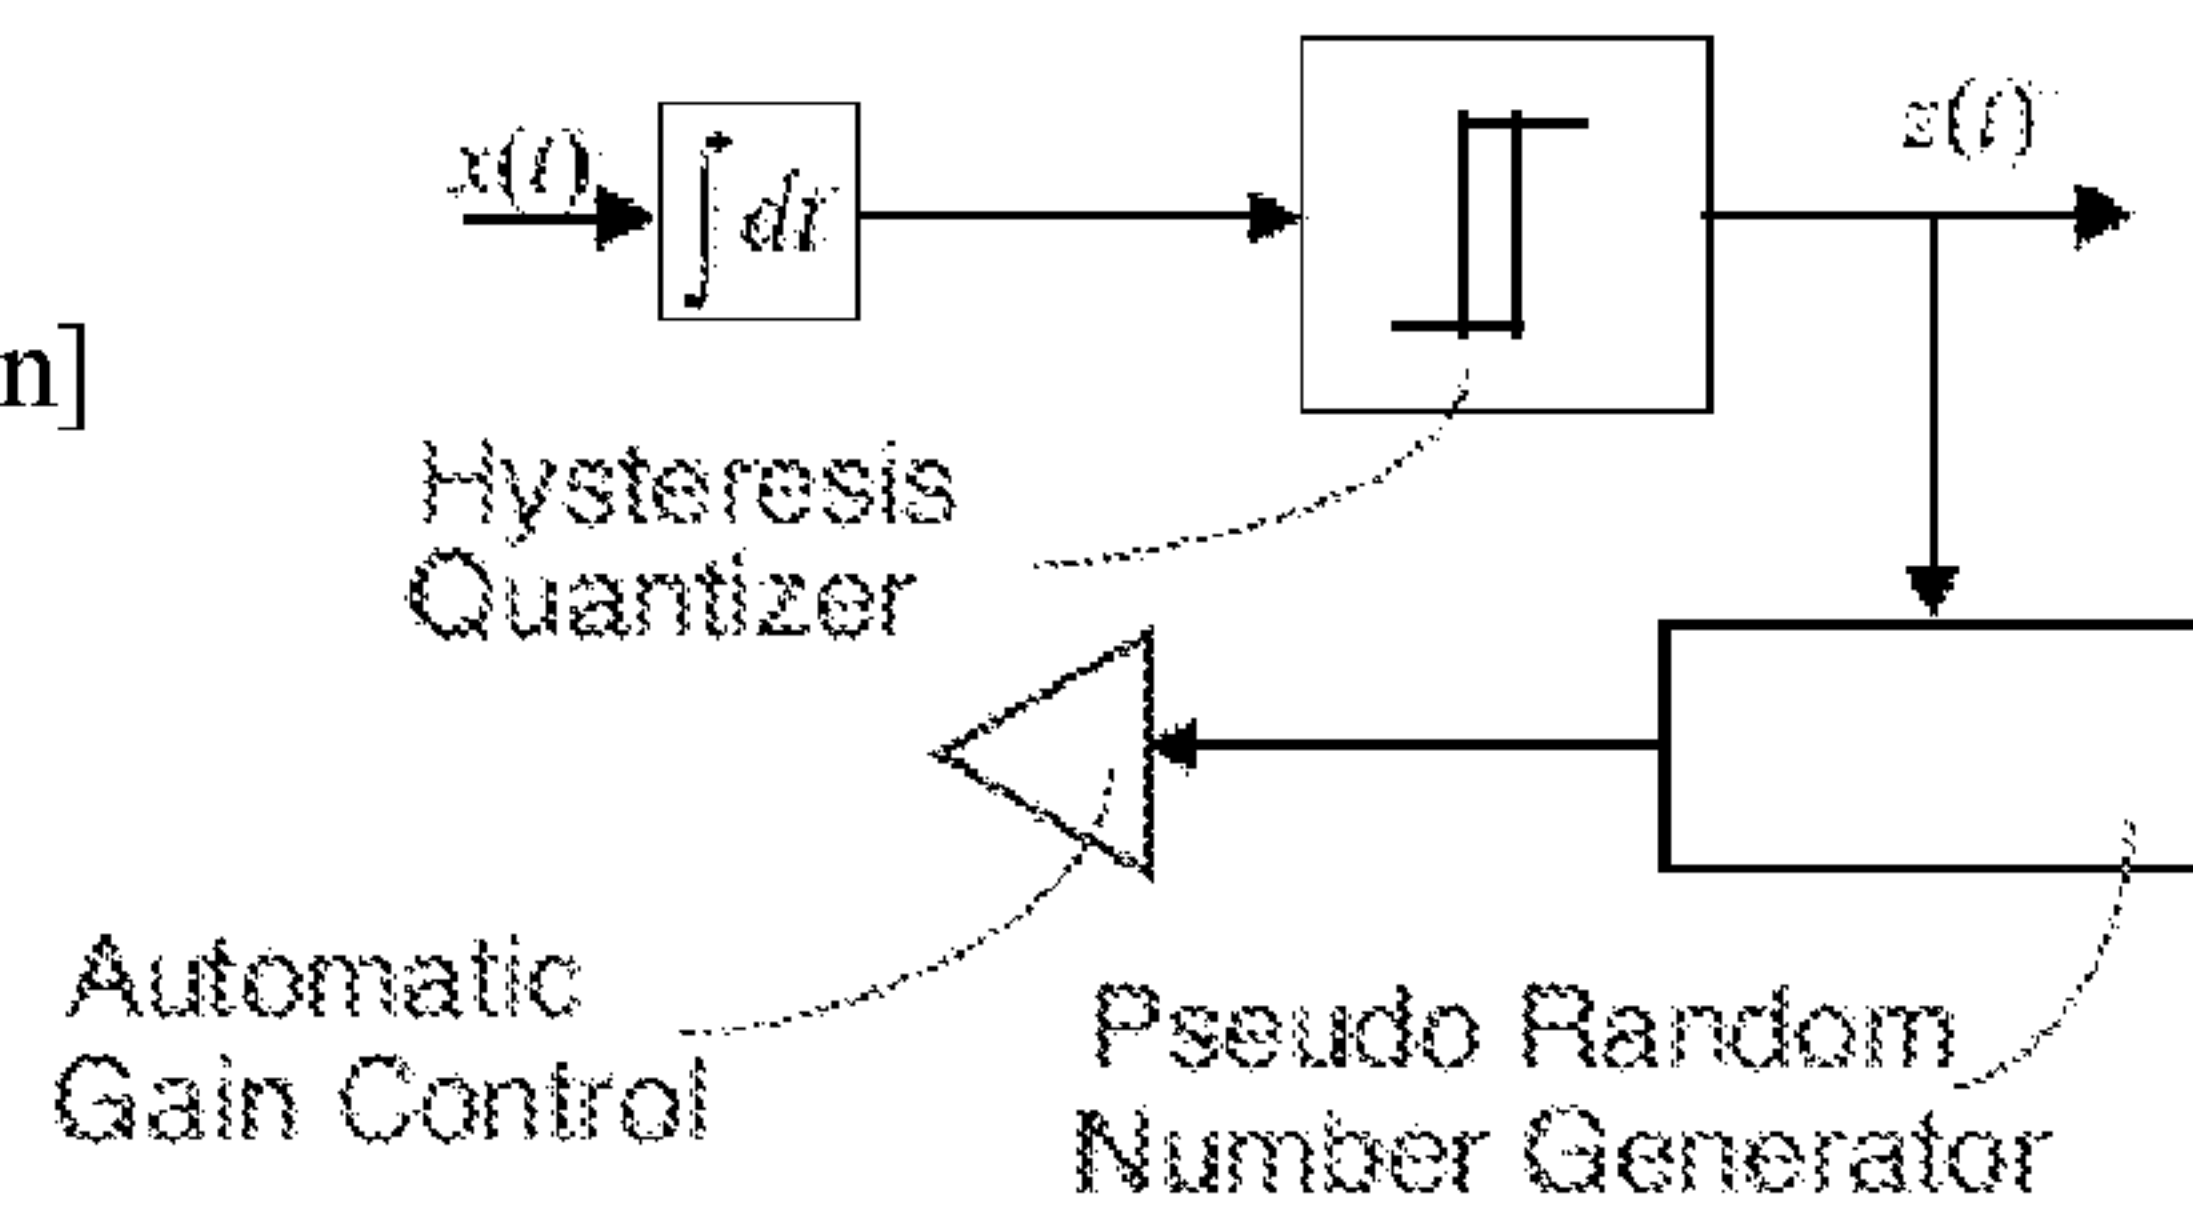 x(t)
∫ dt
z(t)
n]
Hysteresis
Quantizer
Automatic
Gain Control
Pseudo Random
Number Generator